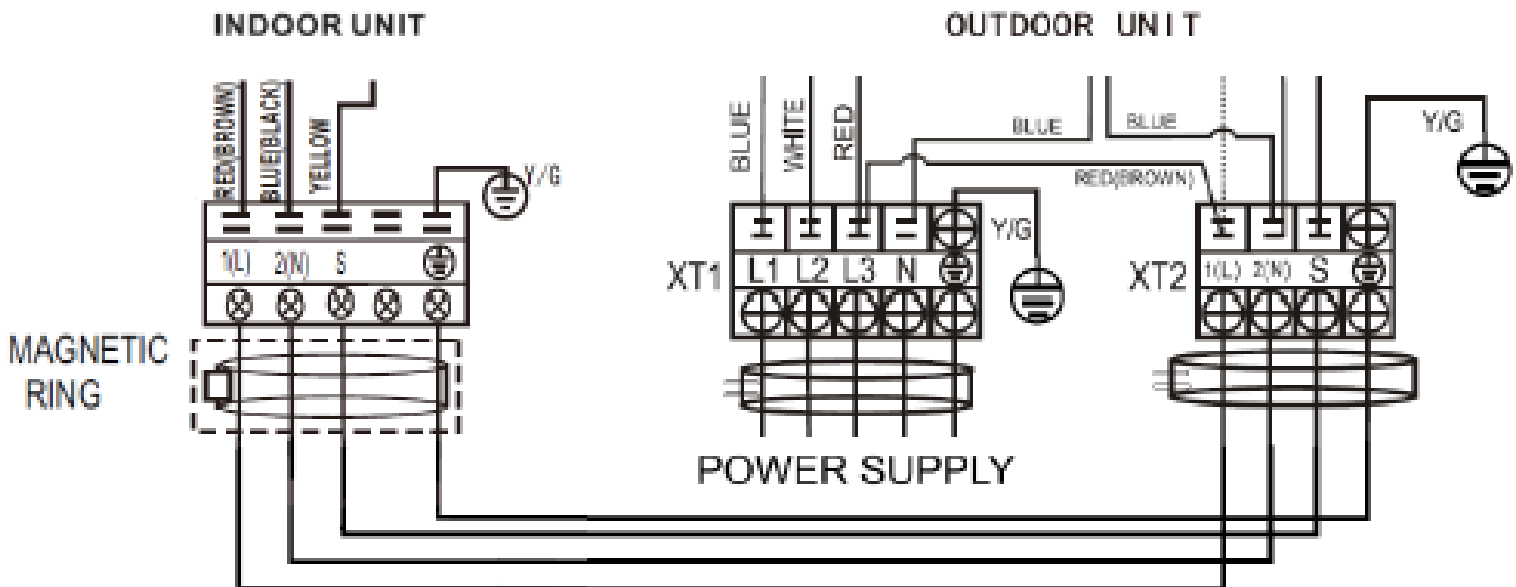 INDOOR UNIT
OUTDOOR UNIT
RED(BROWN)
BLUE(BLACK)
YELLOW
Y/G
BLUE
WHITE
RED
BLUE
BLUE
RED(BROWN)
Y/G
Y/G
1(L) 2(N) S
XT1 L1 L2 L3 N
XT2 1(L) 2(N) S
MAGNETIC
RING
POWER SUPPLY